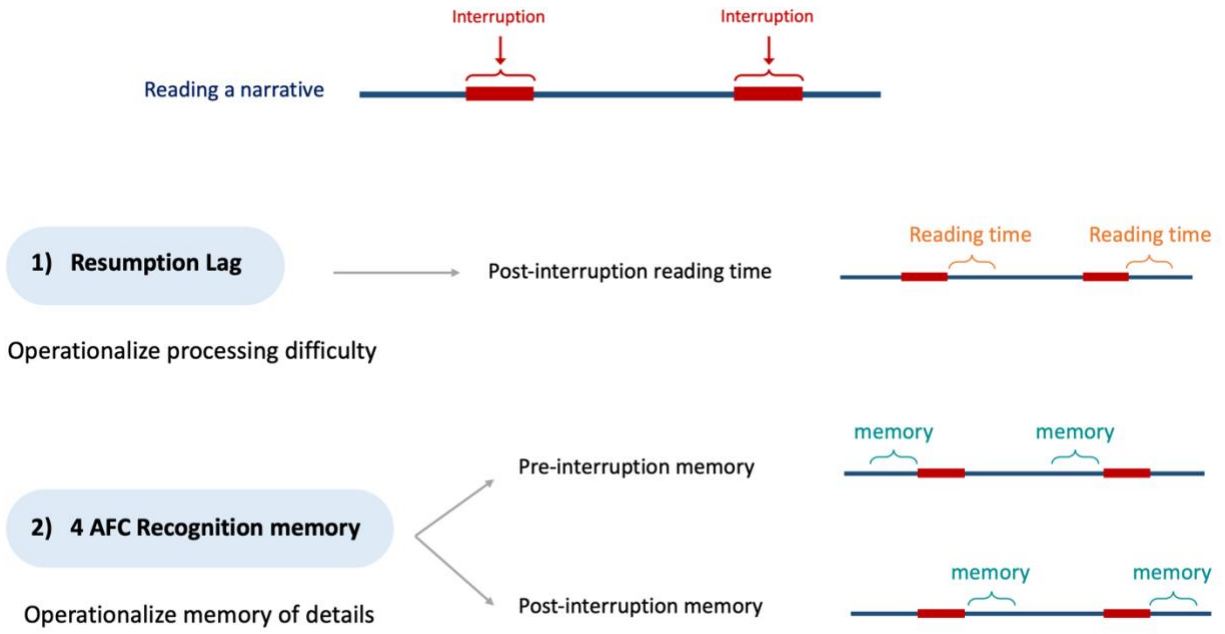 Interruption Interruption
Reading a narrative
Reading time Reading time
1) Resumption Lag
Post-interruption reading time
Operationalize processing difficulty
memory memory
Pre-interruption memory
2) 4 AFC Recognition memory
memory memory
Post-interruption memory
Operationalize memory of details